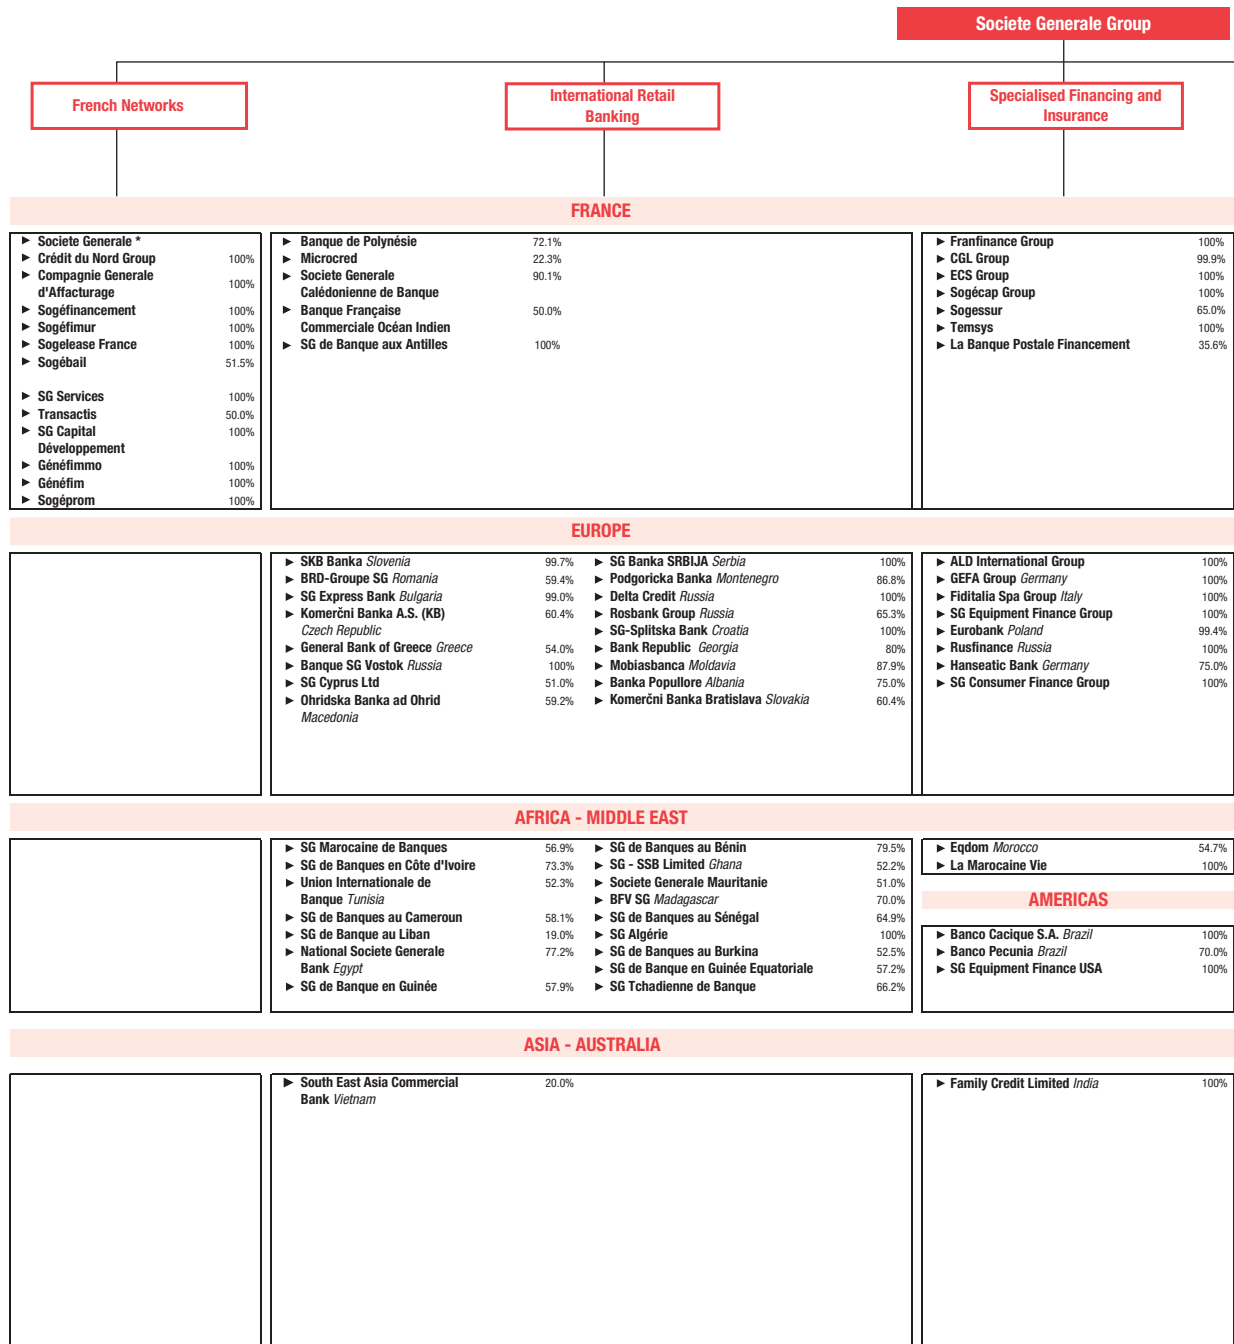 Societe Generale Group
French Networks
International Retail
Banking
Specialised Financing and
Insurance
FRANCE
► Societe Generale *
► Crédit du Nord Group 100%
► Compagnie Generale
d'Affacturage 100%
► Sogéfinancement 100%
► Sogéfimur 100%
► Sogelease France 100%
► Sogébail 51.5%
► SG Services 100%
► Transactis 50.0%
► SG Capital 100%
Développement
► Généfimmo 100%
► Généfim 100%
► Sogéprom 100%
► Banque de Polynésie 72.1%
► Microcred 22.3%
► Societe Generale 90.1%
Calédonienne de Banque
► Banque Française 50.0%
Commerciale Océan Indien
► SG de Banque aux Antilles 100%
► Franfinance Group 100%
► CGL Group 99.9%
► ECS Group 100%
► Sogécap Group 100%
► Sogessur 65.0%
► Temsys 100%
► La Banque Postale Financement 35.6%
EUROPE
► SKB Banka Slovenia 99.7%
► BRD-Groupe SG Romania 59.4%
► SG Express Bank Bulgaria 99.0%
► Komerčni Banka A.S. (KB) 60.4%
Czech Republic
► General Bank of Greece Greece 54.0%
► Banque SG Vostok Russia 100%
► SG Cyprus Ltd 51.0%
► Ohridska Banka ad Ohrid 59.2%
Macedonia
► SG Banka SRBIJA Serbia 100%
► Podgoricka Banka Montenegro 86.8%
► Delta Credit Russia 100%
► Rosbank Group Russia 65.3%
► SG-Splitska Bank Croatia 100%
► Bank Republic Georgia 80%
► Mobiasbanca Moldavia 87.9%
► Banka Popullore Albania 75.0%
► Komerčni Banka Bratislava Slovakia 60.4%
► ALD International Group 100%
► GEFA Group Germany 100%
► Fiditalia Spa Group Italy 100%
► SG Equipment Finance Group 100%
► Eurobank Poland 99.4%
► Rusfinance Russia 100%
► Hanseatic Bank Germany 75.0%
► SG Consumer Finance Group 100%
AFRICA - MIDDLE EAST
► SG Marocaine de Banques 56.9%
► SG de Banques en Côte d'Ivoire 73.3%
► Union Internationale de 52.3%
Banque Tunisia
► SG de Banques au Cameroun 58.1%
► SG de Banque au Liban 19.0%
► National Societe Generale 77.2%
Bank Egypt
► SG de Banque en Guinée 57.9%
► SG de Banques au Bénin 79.5%
► SG - SSB Limited Ghana 52.2%
► Societe Generale Mauritanie 51.0%
► BFV SG Madagascar 70.0%
► SG de Banques au Sénégal 64.9%
► SG Algérie 100%
► SG de Banques au Burkina 52.5%
► SG de Banque en Guinée Equatoriale 57.2%
► SG Tchadienne de Banque 66.2%
► Eqdom Morocco 54.7%
► La Marocaine Vie 100%
AMERICAS
► Banco Cacique S.A. Brazil 100%
► Banco Pecunia Brazil 70.0%
► SG Equipment Finance USA 100%
ASIA - AUSTRALIA
► South East Asia Commercial 20.0%
Bank Vietnam
► Family Credit Limited India 100%